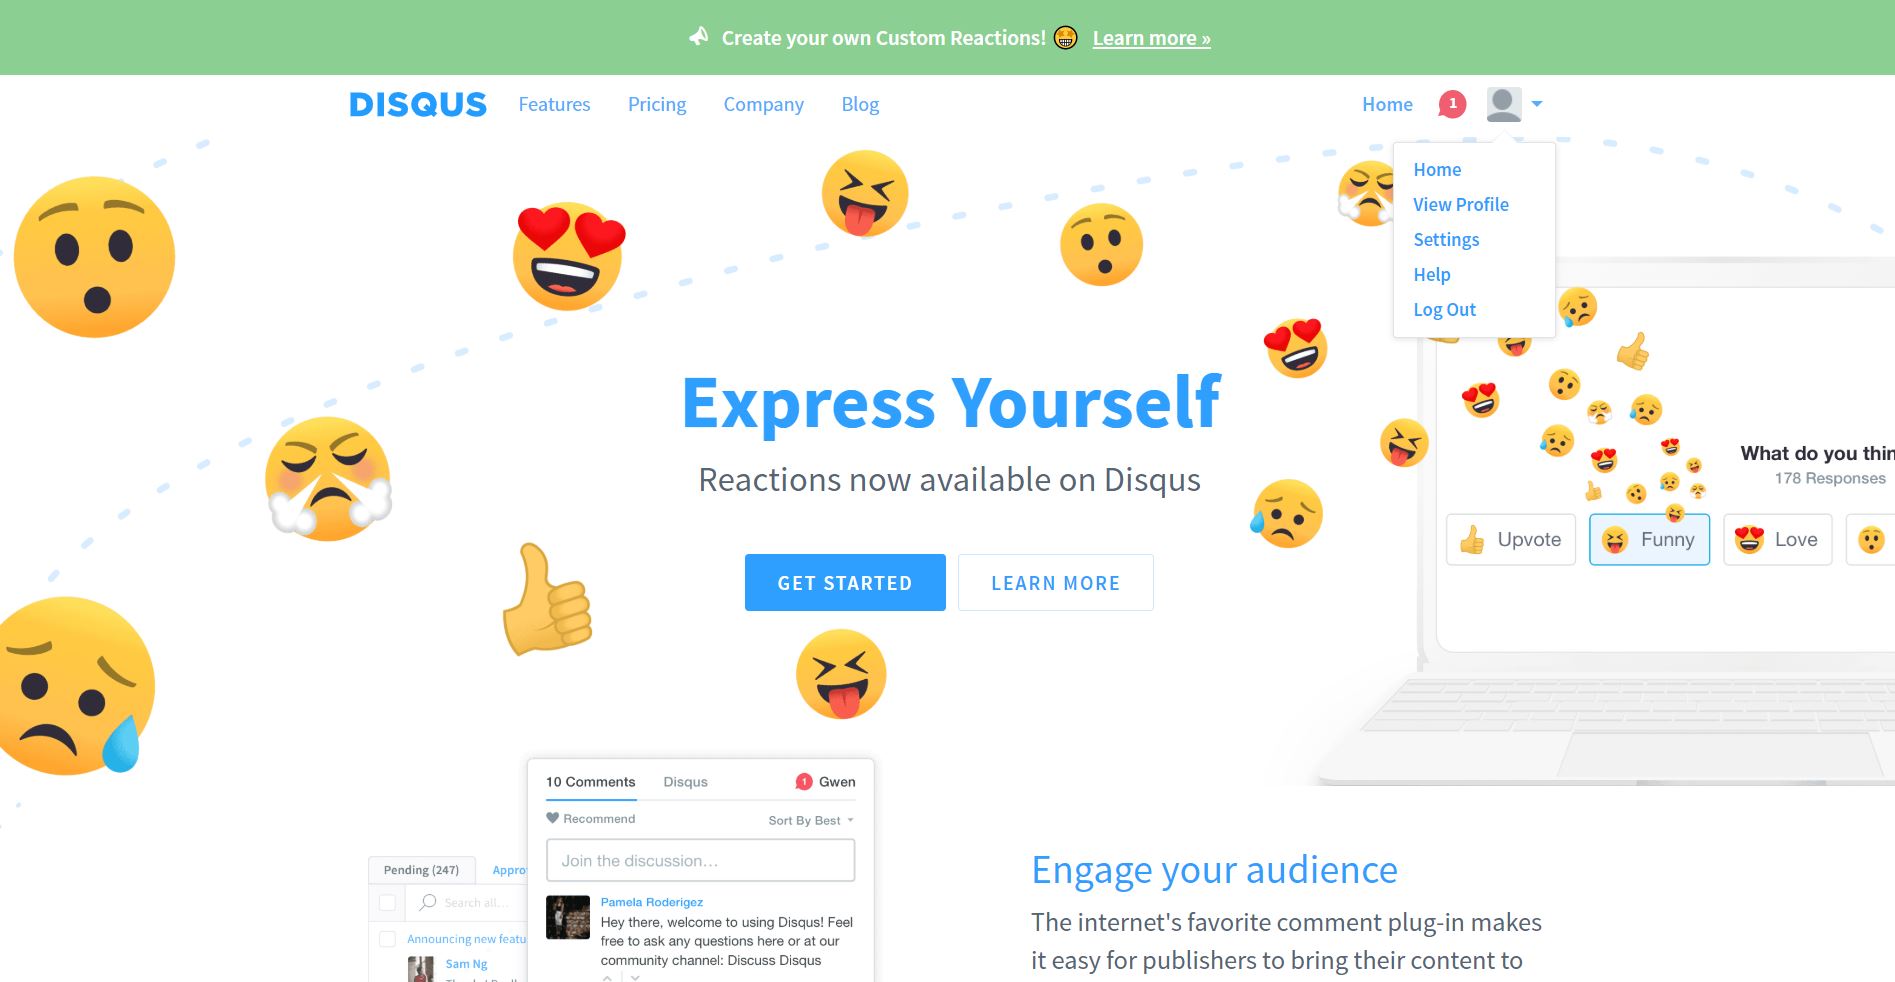 Create your own Custom Reactions! Learn more »
DISQUS Features Pricing Company Blog Home 1
Home
View Profile
Settings
Help
Log Out
Express Yourself
Reactions now available on Disqus
GET STARTED LEARN MORE
What do you thin
178 Responses
Upvote Funny Love
10 Comments Disqus 1 Gwen
Recommend Sort By Best
Join the discussion...
Pamela Roderigez
Hey there, welcome to using Disqus! Feel
free to ask any questions here or at our
community channel: Discuss Disqus
Pending (247) Appro
Search all...
Announcing new featu
Sam Ng
Engage your audience
The internet's favorite comment plug-in makes
it easy for publishers to bring their content to